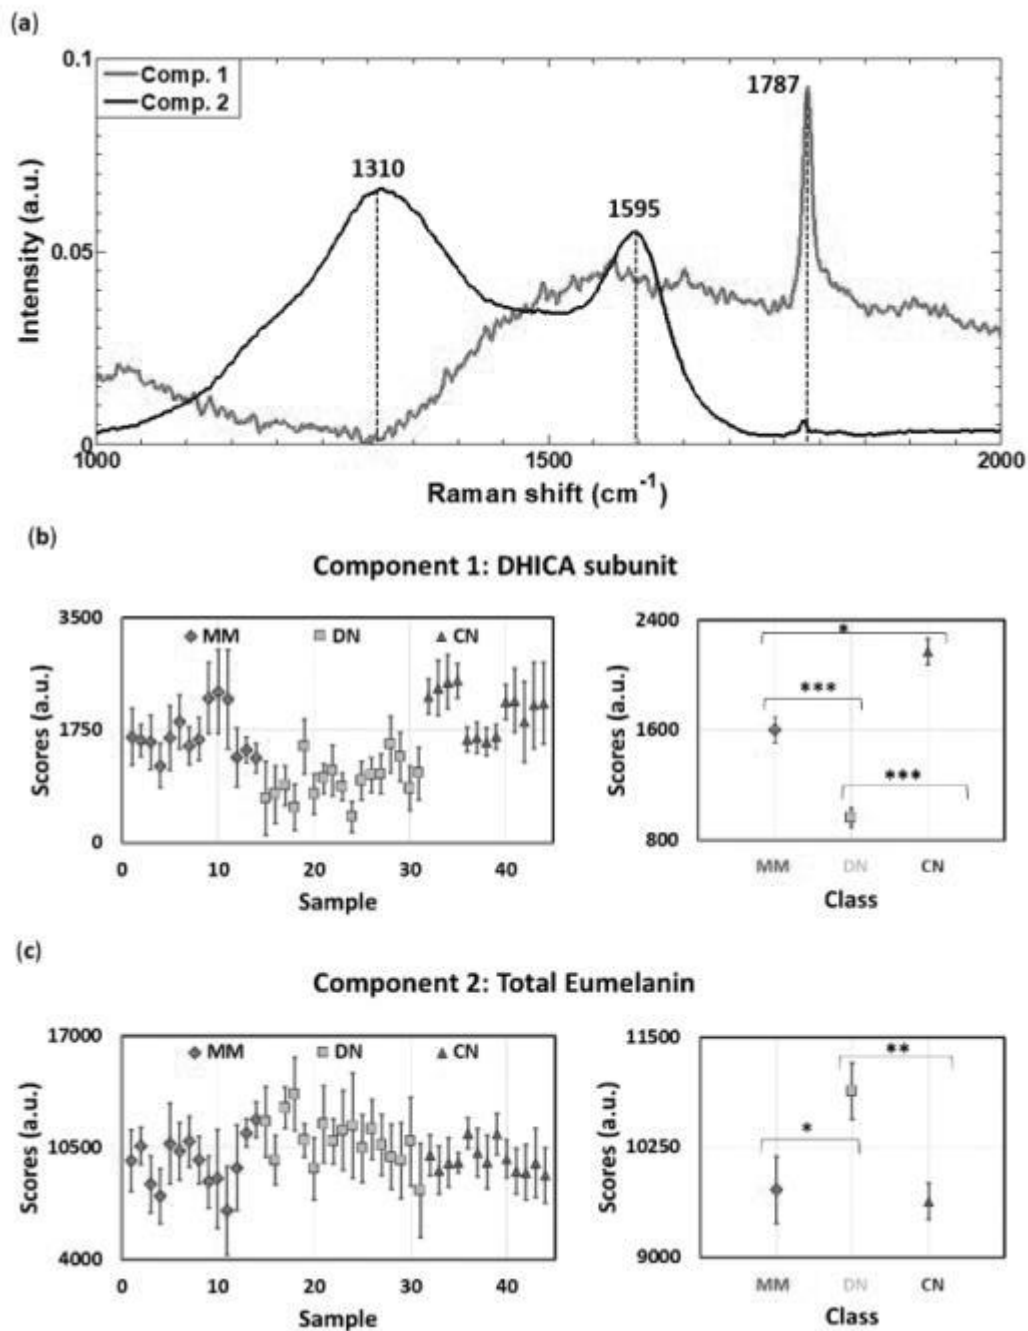 (a)
0.1
Comp. 1
Comp. 2
1787
1310
1595
0.05
Intensity (a.u.)
0
1000
1500
2000
Raman shift (cm⁻¹)
(b)
Component 1: DHICA subunit
3500
MM
DN
CN
1750
Scores (a.u.)
0
0
10
20
30
40
Sample
2400
*
***
1600
Scores (a.u.)
***
800
MM
DN
CN
Class
(c)
Component 2: Total Eumelanin
17000
MM
DN
CN
10500
Scores (a.u.)
4000
0
10
20
30
40
Sample
11500
**
*
10250
Scores (a.u.)
9000
MM
DN
CN
Class